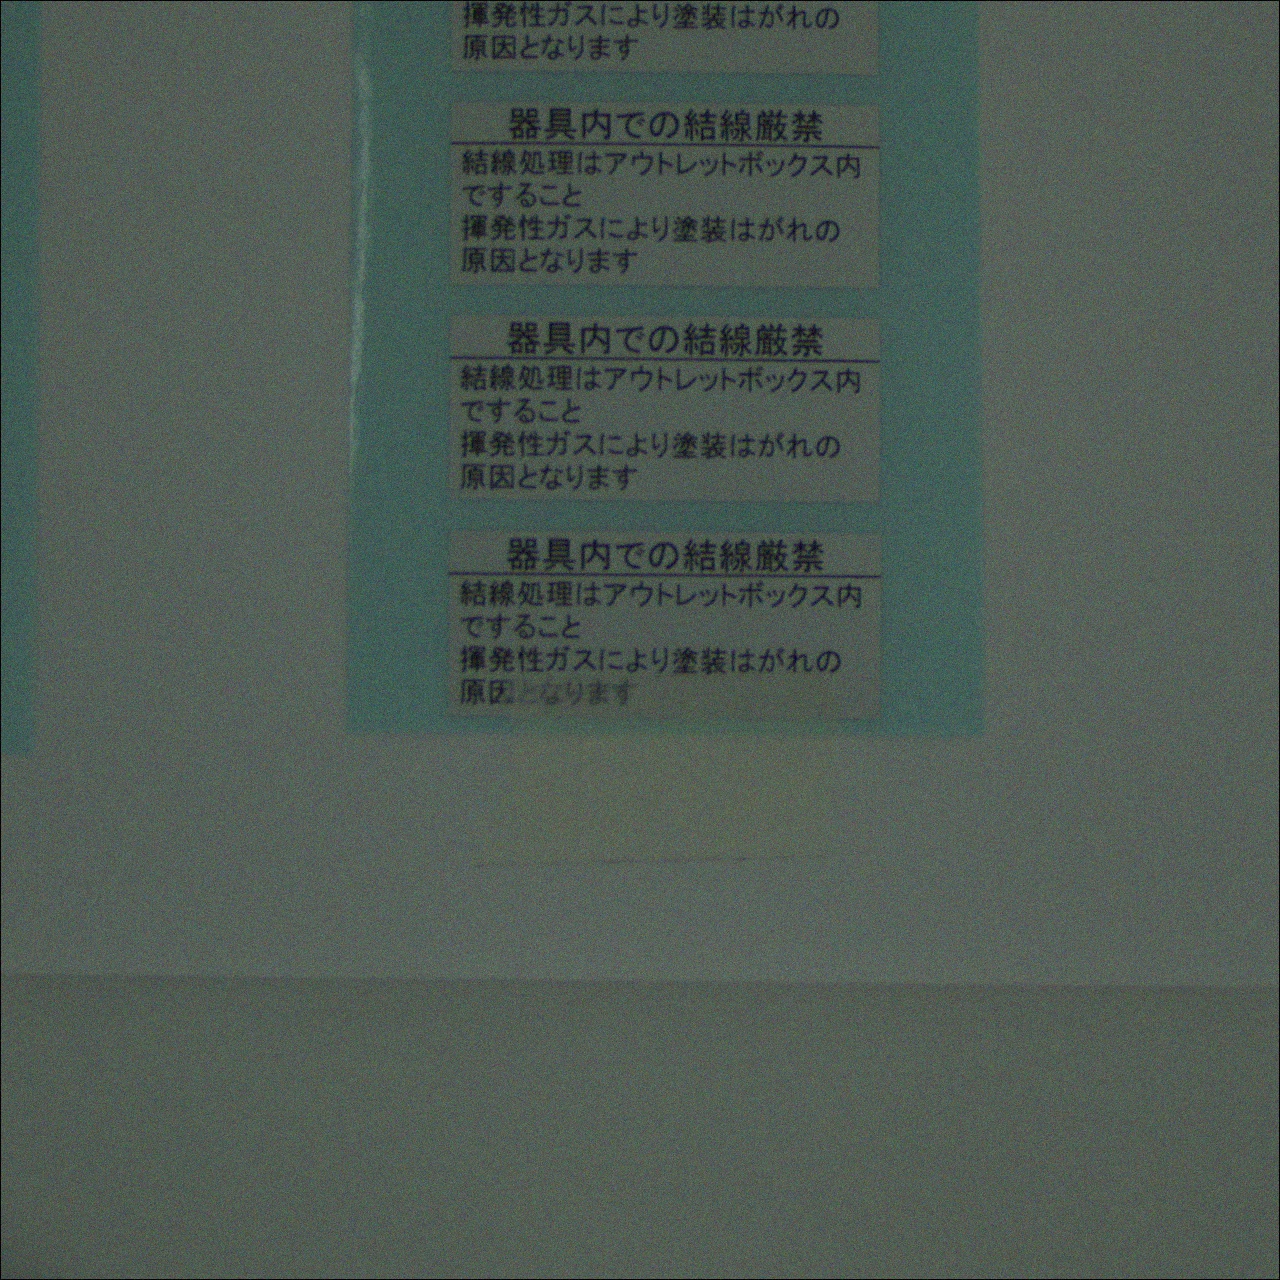 揮発性ガスにより塗装はがれの
原因となります
器具内での結線厳禁
結線処理はアウトレットボックス内
ですること
揮発性ガスにより塗装はがれの
原因となります
器具内での結線厳禁
結線処理はアウトレットボックス内
ですること
揮発性ガスにより塗装はがれの
原因となります
器具内での結線厳禁
結線処理はアウトレットボックス内
ですること
揮発性ガスにより塗装はがれの
原因となります